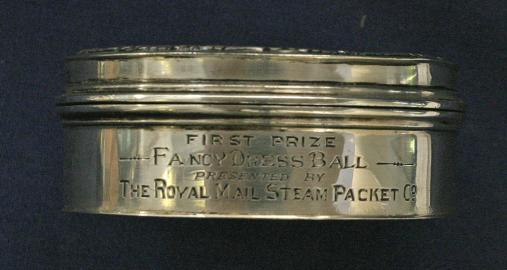 FIRST PRIZE
FANCY DRESS BALL
PRESENTED BY
THE ROYAL MAIL STEAM PACKET Co